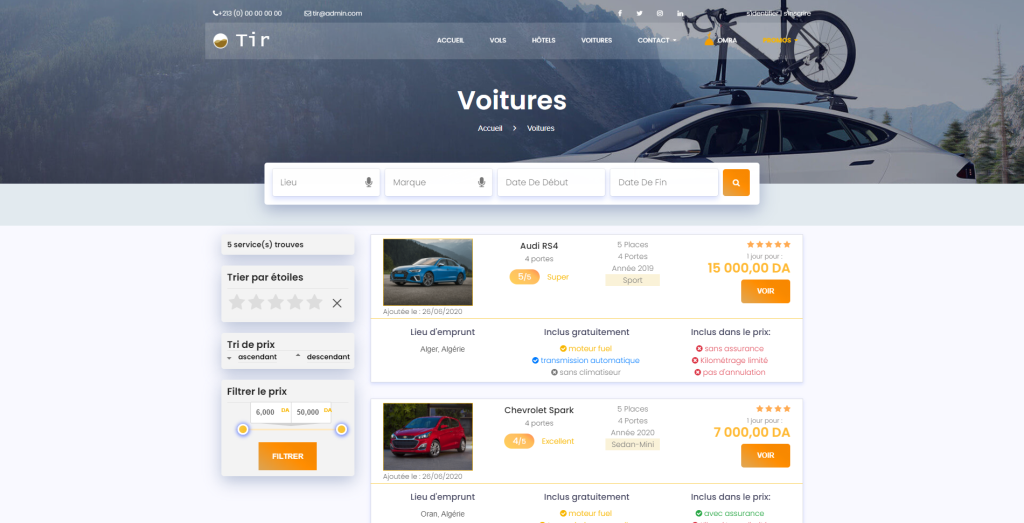 +213 (0) 00 00 00 00
tir@admin.com
S'identifier | S'inscrire
Tir
ACCUEIL
VOLS
HÔTELS
VOITURES
CONTACT
OMRA
Voitures
Accueil > Voitures
Lieu
Marque
Date De Début
Date De Fin
5 service(s) trouves
Trier par étoiles
Tri de prix
ascendant
descendant
Filtrer le prix
6,000 DA
50,000 DA
FILTRER
Audi RS4
4 portes
5/5 Super
5 Places
4 Portes
Année 2019
Sport
1 jour pour :
15 000,00 DA
VOIR
Ajoutée le : 26/06/2020
Lieu d'emprunt
Alger, Algérie
Inclus gratuitement
moteur fuel
transmission automatique
sans climatiseur
Inclus dans le prix:
sans assurance
Kilométrage limité
pas d'annulation
Chevrolet Spark
4 portes
4/5 Excellent
5 Places
4 Portes
Année 2020
Sedan-Mini
1 jour pour :
7 000,00 DA
VOIR
Ajoutée le : 26/06/2020
Lieu d'emprunt
Oran, Algérie
Inclus gratuitement
moteur fuel
Inclus dans le prix:
avec assurance